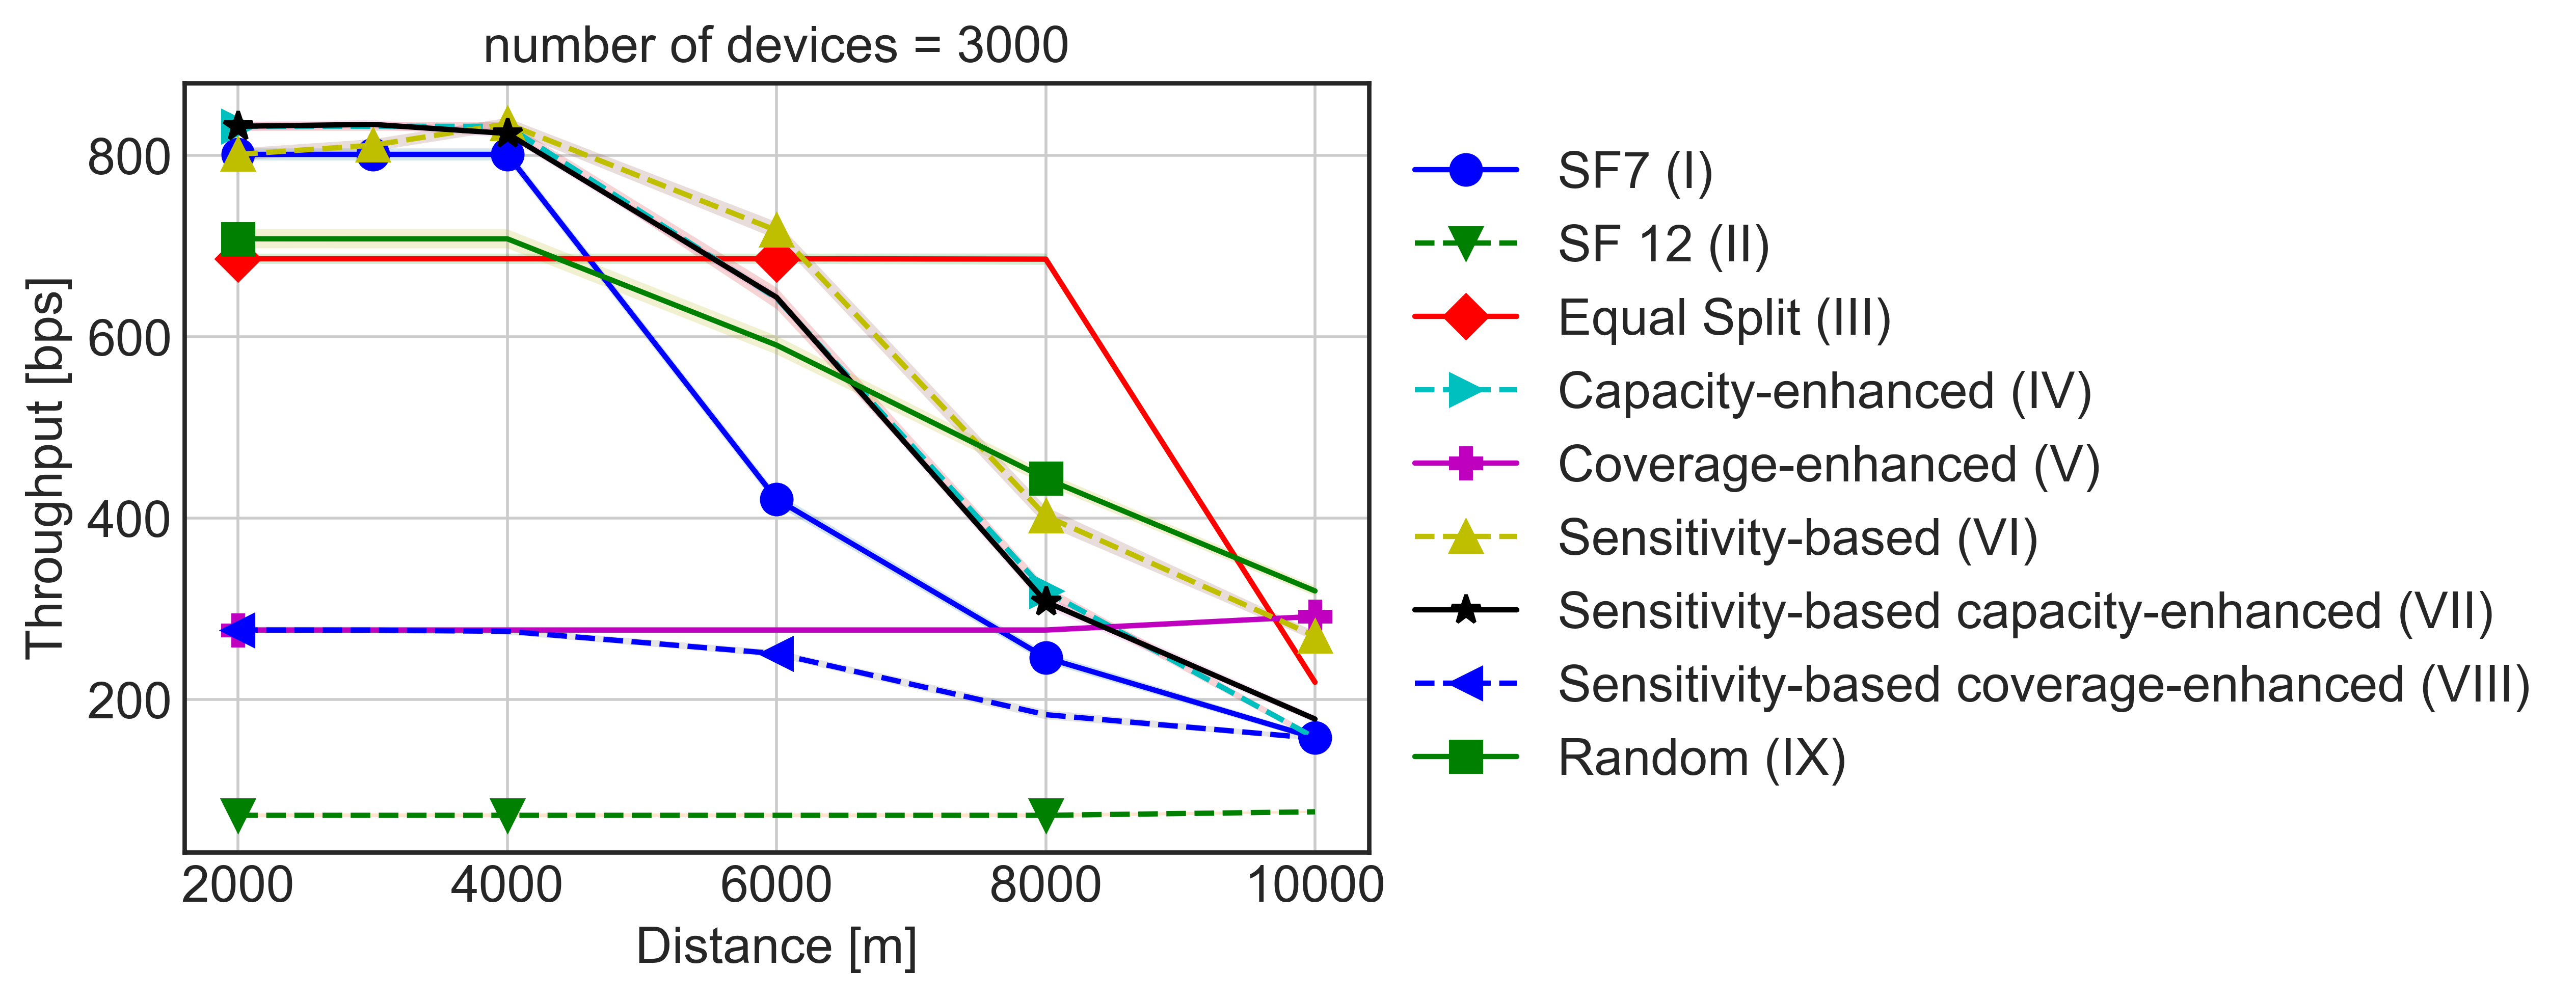 number of devices = 3000
Throughput [bps]
800
600
400
200
2000 4000 6000 8000 10000
Distance [m]
SF7 (I)
SF 12 (II)
Equal Split (III)
Capacity-enhanced (IV)
Coverage-enhanced (V)
Sensitivity-based (VI)
Sensitivity-based capacity-enhanced (VII)
Sensitivity-based coverage-enhanced (VIII)
Random (IX)